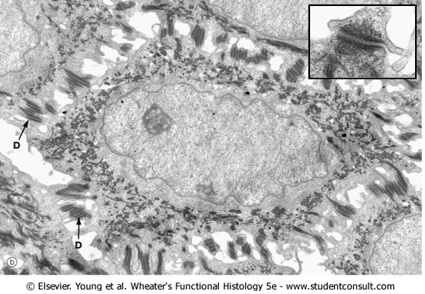 D
D
D
b
© Elsevier. Young et al. Wheater's Functional Histology 5e - www.studentconsult.com